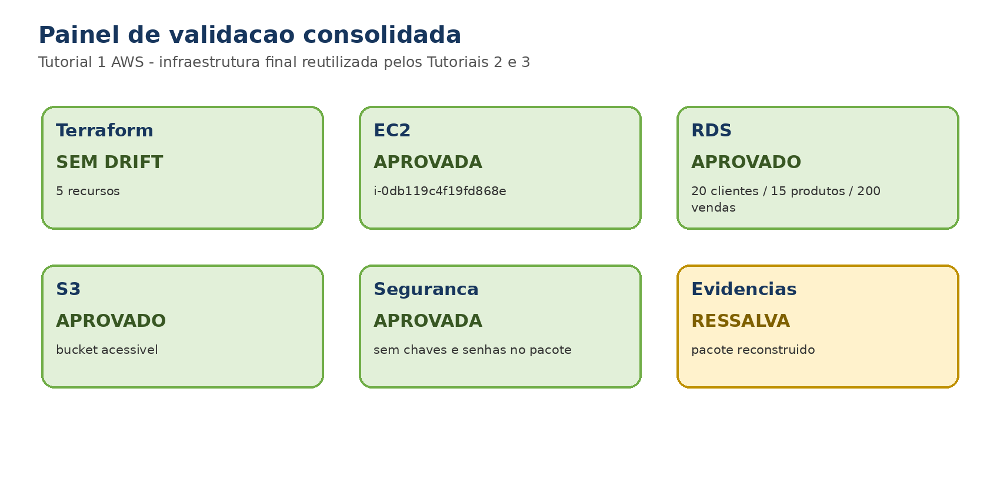 Painel de validacao consolidada
Tutorial 1 AWS - infraestrutura final reutilizada pelos Tutoriais 2 e 3
Terraform
SEM DRIFT
5 recursos
EC2
APROVADA
i-0db119c4f19fd868e
RDS
APROVADO
20 clientes / 15 produtos / 200
vendas
S3
APROVADO
bucket acessivel
Seguranca
APROVADA
sem chaves e senhas no pacote
Evidencias
RESSALVA
pacote reconstruido